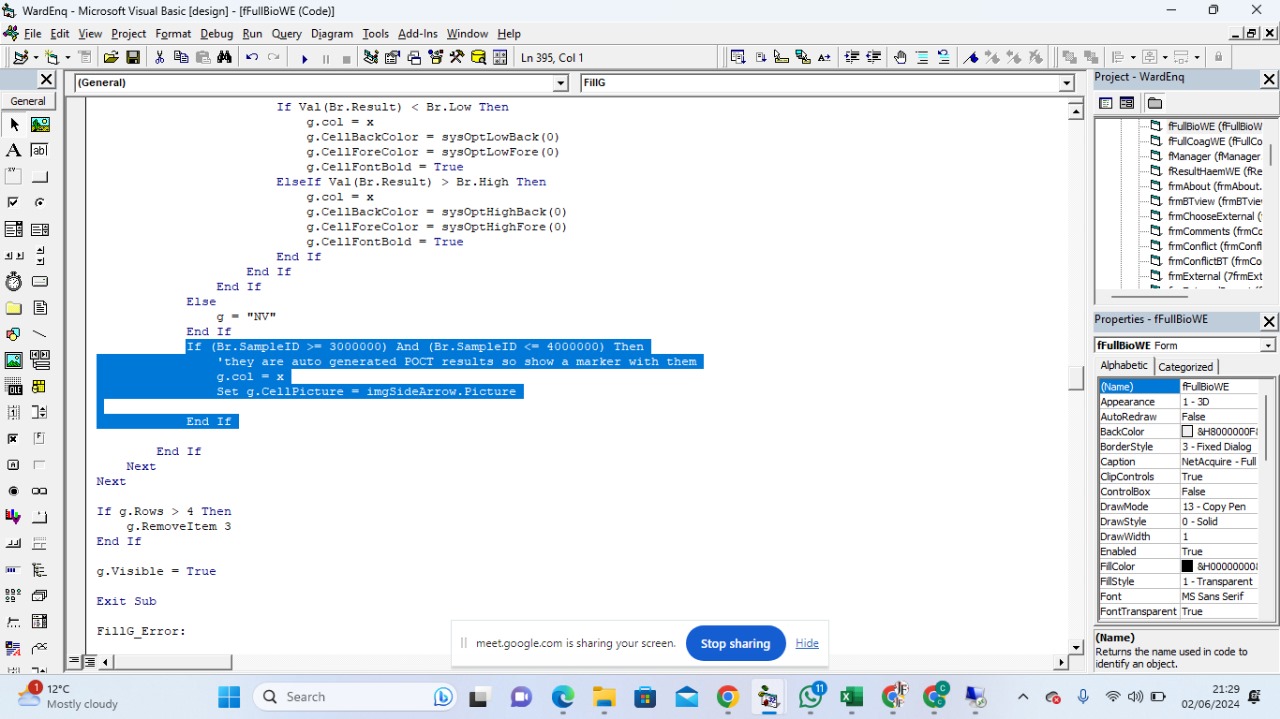 WardEnq - Microsoft Visual Basic [design] - [fFullBioWE (Code)]
File Edit View Project Format Debug Run Query Diagram Tools Add-Ins Window Help
Ln 395, Col 1
General
(General)
FillG
If Val(Br.Result) < Br.Low Then
g.col = x
g.CellBackColor = sysOptLowBack(0)
g.CellForeColor = sysOptLowFore(0)
g.CellFontBold = True
ElseIf Val(Br.Result) > Br.High Then
g.col = x
g.CellBackColor = sysOptHighBack(0)
g.CellForeColor = sysOptHighFore(0)
g.CellFontBold = True
End If
End If
End If
Else
g = "NV"
End If
If (Br.SampleID >= 3000000) And (Br.SampleID <= 4000000) Then
'they are auto generated POCT results so show a marker with them
g.col = x
Set g.CellPicture = imgSideArrow.Picture
End If
End If
Next
Next
If g.Rows > 4 Then
g.RemoveItem 3
End If
g.Visible = True
Exit Sub
FillG_Error:
Project - WardEnq
fFullBioWE (fFullBioW
fFullCoagWE (fFullCo
fManager (fManager
fResultHaemWE (fRe
frmAbout (frmAbout.
frmBTview (frmBTvie
frmChooseExternal (
frmComments (frmCo
frmConflict (frmConfl
frmConflictBT (frmCo
frmExternal (7frmExt
Properties - fFullBioWE
fFullBioWE Form
Alphabetic Categorized
(Name) fFullBioWE
Appearance 1 - 3D
AutoRedraw False
BackColor &H8000000F&
BorderStyle 3 - Fixed Dialog
Caption NetAcquire - Full
ClipControls True
ControlBox False
DrawMode 13 - Copy Pen
DrawStyle 0 - Solid
DrawWidth 1
Enabled True
FillColor &H00000000&
FillStyle 1 - Transparent
Font MS Sans Serif
FontTransparent True
(Name)
Returns the name used in code to
identify an object.
meet.google.com is sharing your screen. Stop sharing Hide
1
12°C
Mostly cloudy
Search
11
21:29
02/06/2024